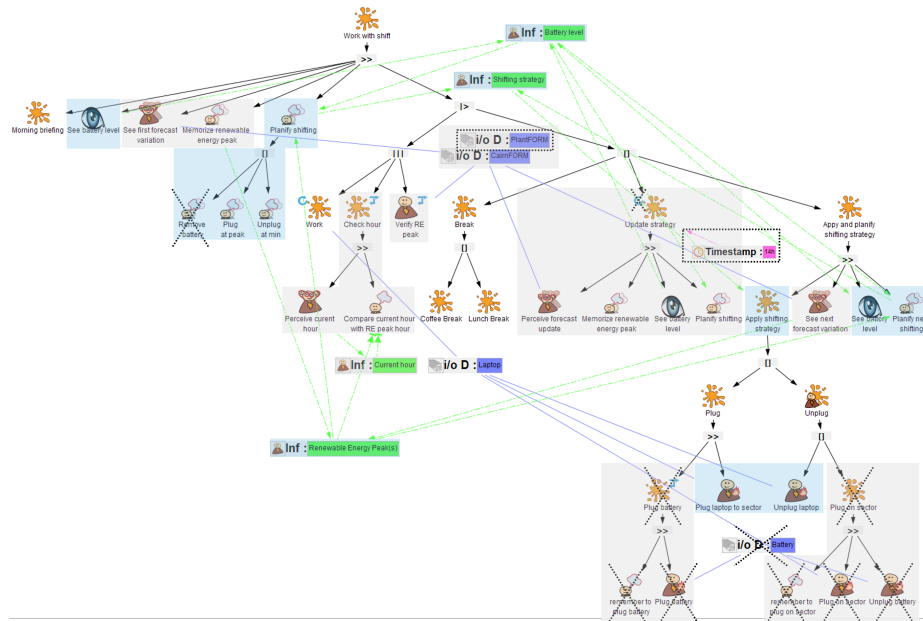 Work with shift
>>
Inf : Battery level
Inf : Shifting strategy
|>
Morning briefing
See battery level
See first forecast
variation
Memorize renewable
energy peak
Planify shifting
i/o D : PlantFORM
i/o D : CairnFORM
[]
|||
[]
Remove
battery
Plug
at peak
Unplug
at min
Work
Check hour
Verify RE
peak
Break
Update strategy
Appy and planify
shifting strategy
>>
[]
>>
Timestamp : 14h
>>
Perceive curent
hour
Compare current hour
with RE peak hour
Coffee Break
Lunch Break
Perceive forecast
update
Memorize renewable
energy peak
See battery
level
Planify shifting
Apply shifting
strategy
See next
forecast variation
See battery
level
Planify ne
shifting
Inf : Current hour
i/o D : Laptop
[]
Plug
Unplug
>>
[]
Inf : Renewable Energy Peak(s)
Plug battery
Plug laptop to sector
Unplug laptop
Plug on sector
>>
i/o D : Battery
>>
remember to
plug battery
Plug battery
remember to
plug on sector
Plug on sector
Unplug battery